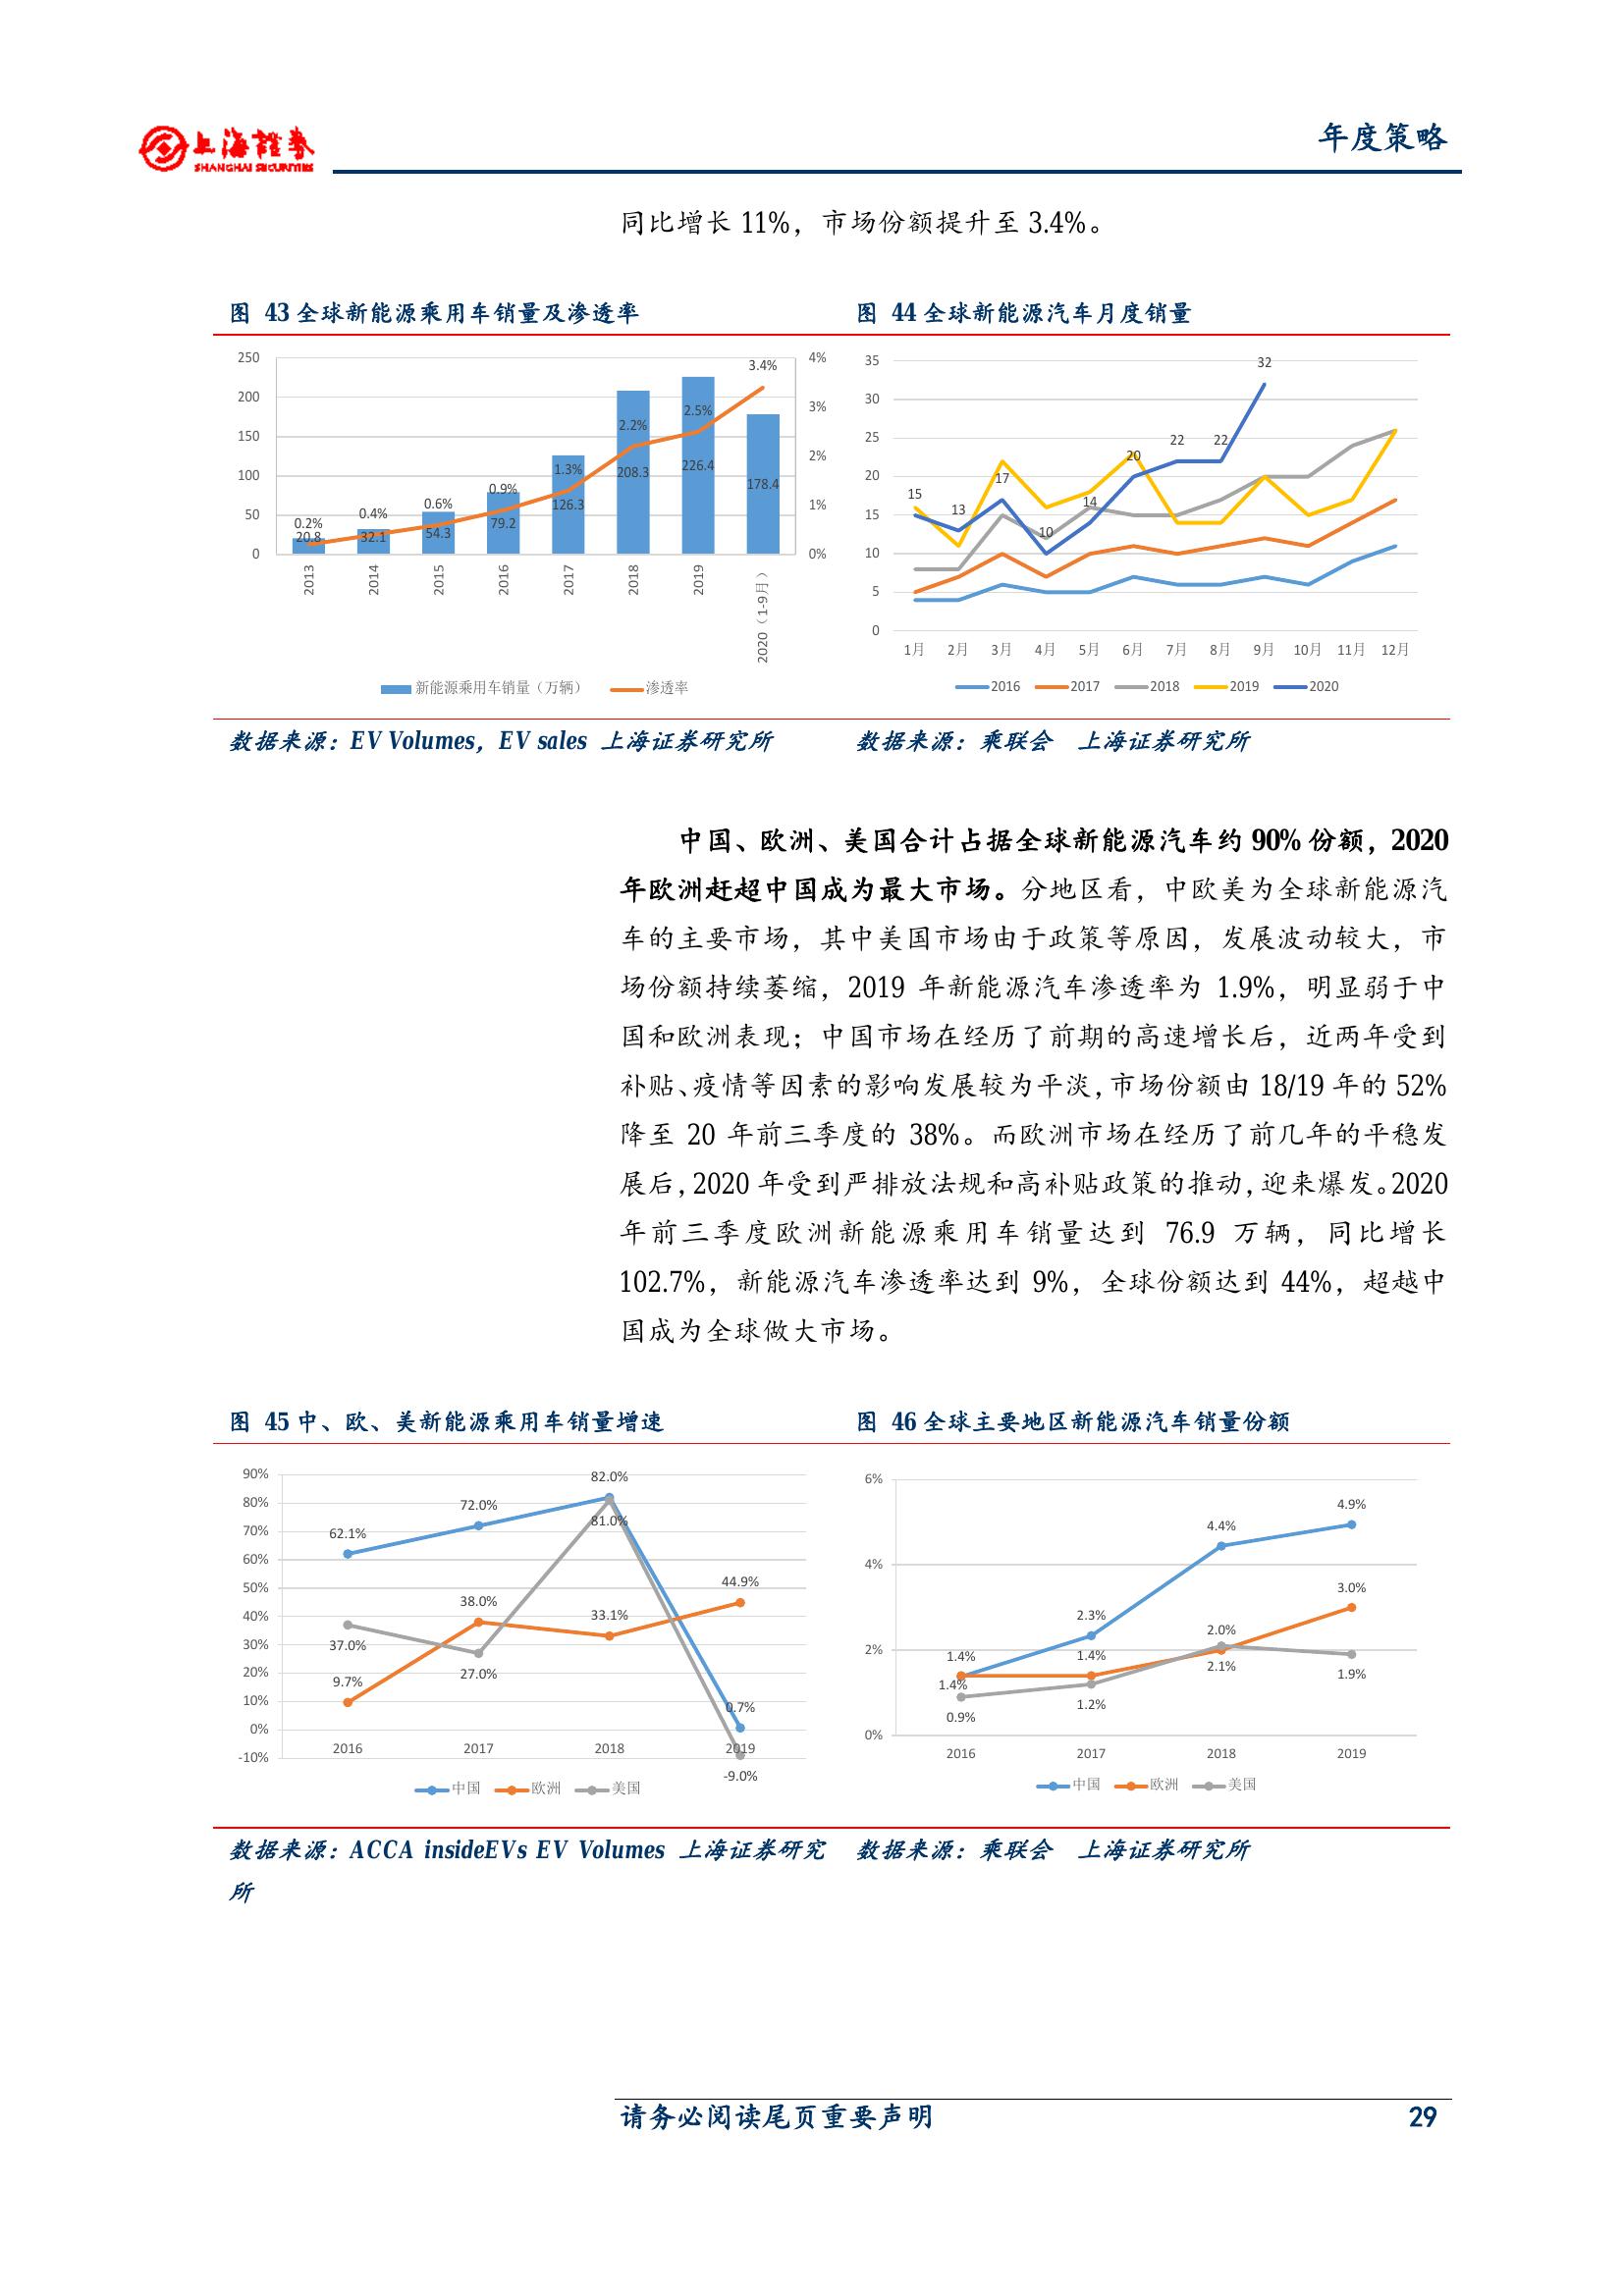 上海證券
SHANGHAI SECURITIES
年度策略
同比增长 11%，市场份额提升至 3.4%。
图 43 全球新能源乘用车销量及渗透率
250
200
150
100
50
0
4%
3%
2%
1%
0%
0.2%
0.4%
0.6%
0.9%
1.3%
2.2%
2.5%
3.4%
20.8
32.1
54.3
79.2
126.3
208.3
226.4
178.4
2013
2014
2015
2016
2017
2018
2019
2020（1-9月）
新能源乘用车销量（万辆）
渗透率
数据来源：EV Volumes，EV sales 上海证券研究所
图 44 全球新能源汽车月度销量
35
30
25
20
15
10
5
0
15
13
17
10
14
20
22
22
32
1月 2月 3月 4月 5月 6月 7月 8月 9月 10月 11月 12月
2016 2017 2018 2019 2020
数据来源：乘联会 上海证券研究所
中国、欧洲、美国合计占据全球新能源汽车约 90% 份额，2020
年欧洲赶超中国成为最大市场。分地区看，中欧美为全球新能源汽
车的主要市场，其中美国市场由于政策等原因，发展波动较大，市
场份额持续萎缩，2019 年新能源汽车渗透率为 1.9%，明显弱于中
国和欧洲表现；中国市场在经历了前期的高速增长后，近两年受到
补贴、疫情等因素的影响发展较为平淡，市场份额由 18/19 年的 52%
降至 20 年前三季度的 38%。而欧洲市场在经历了前几年的平稳发
展后，2020 年受到严排放法规和高补贴政策的推动，迎来爆发。2020
年前三季度欧洲新能源乘用车销量达到 76.9 万辆，同比增长
102.7%，新能源汽车渗透率达到 9%，全球份额达到 44%，超越中
国成为全球做大市场。
图 45 中、欧、美新能源乘用车销量增速
90%
80%
70%
60%
50%
40%
30%
20%
10%
0%
-10%
62.1%
72.0%
82.0%
0.7%
9.7%
38.0%
33.1%
44.9%
37.0%
27.0%
81.0%
-9.0%
2016 2017 2018 2019
中国 欧洲 美国
数据来源：ACCA insideEVs EV Volumes 上海证券研究
所
图 46 全球主要地区新能源汽车销量份额
6%
4%
2%
0%
1.4%
2.3%
4.4%
4.9%
1.4%
1.4%
2.0%
3.0%
0.9%
1.2%
2.1%
1.9%
2016 2017 2018 2019
中国 欧洲 美国
数据来源：乘联会 上海证券研究所
请务必阅读尾页重要声明
29